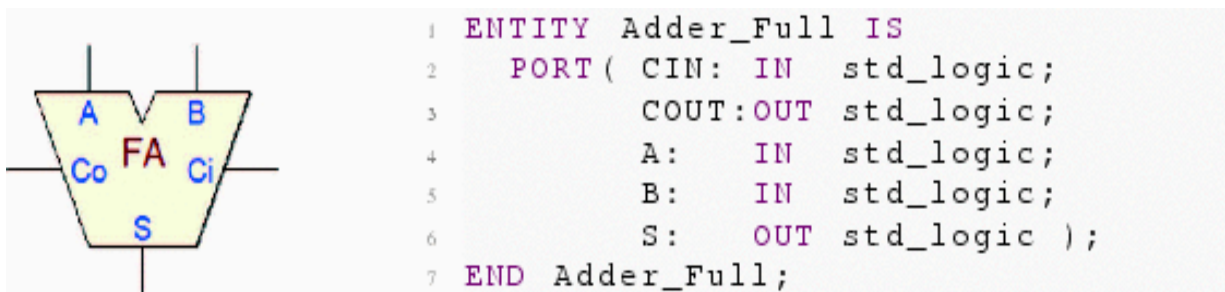 A B
FA
Co Ci
S
1 ENTITY Adder_Full IS
2 PORT( CIN: IN std_logic;
3 COUT:OUT std_logic;
4 A: IN std_logic;
5 B: IN std_logic;
6 S: OUT std_logic );
7 END Adder_Full;